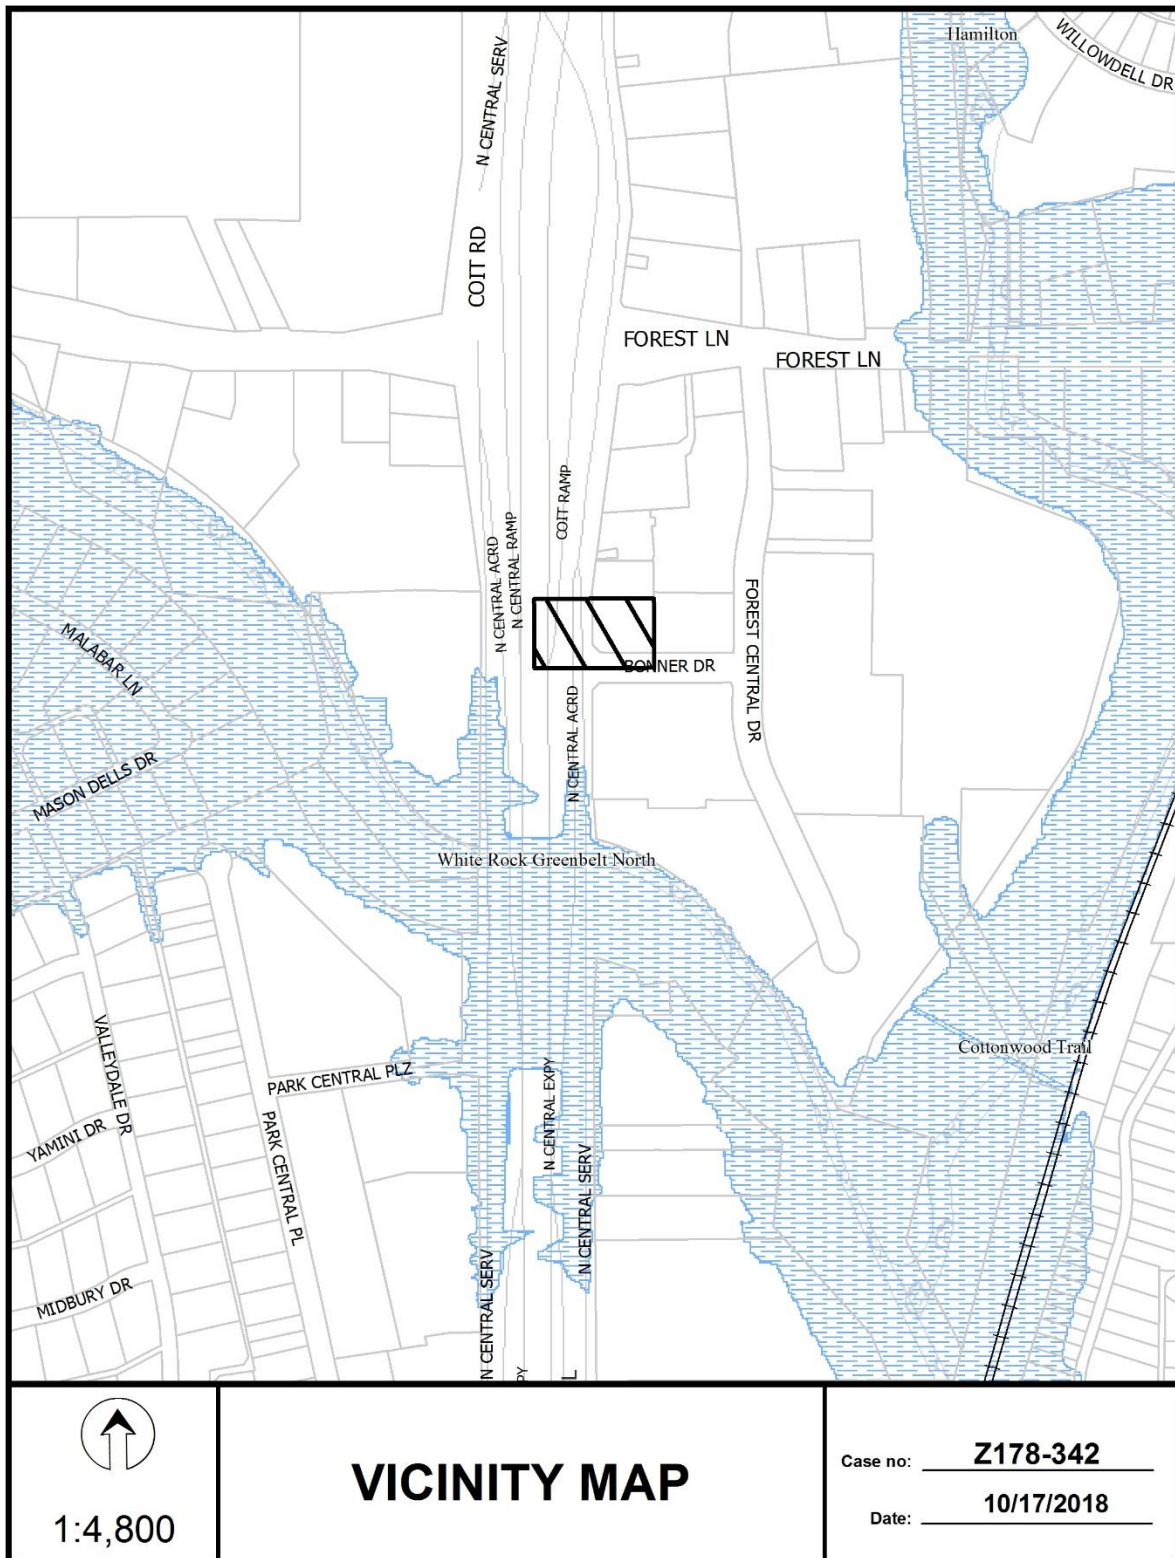 Hamilton
WILLOWDELL DR
N CENTRAL SERV
COIT RD
FOREST LN
FOREST LN
COIT RAMP
N CENTRAL ACRD
N CENTRAL RAMP
FOREST CENTRAL DR
BONNER DR
MALABAR LN
N CENTRAL ACRD
MASON DELLS DR
White Rock Greenbelt North
VALLEYDALE DR
Cottonwood Trail
PARK CENTRAL PLZ
N CENTRAL EXPY
YAMINI DR
PARK CENTRAL PL
N CENTRAL SERV
MIDBURY DR
N CENTRAL SERV
PY
L
1:4,800
VICINITY MAP
Case no: Z178-342
Date: 10/17/2018